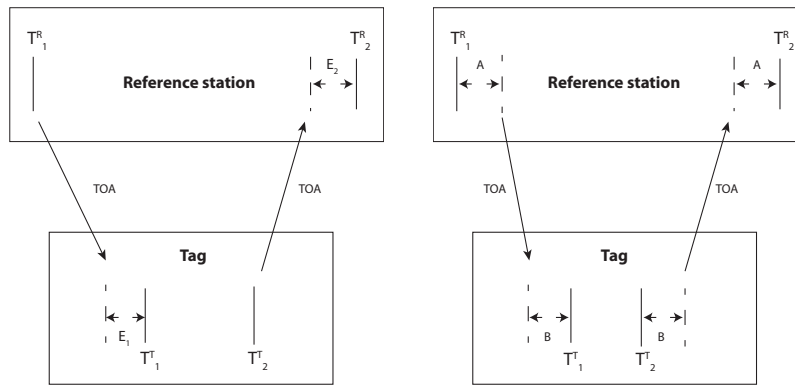 T^R_1
T^R_2
E_2
Reference station
TOA
TOA
Tag
E_1
T^T_1
T^T_2
T^R_1
T^R_2
A
A
Reference station
TOA
TOA
Tag
B
B
T^T_1
T^T_2